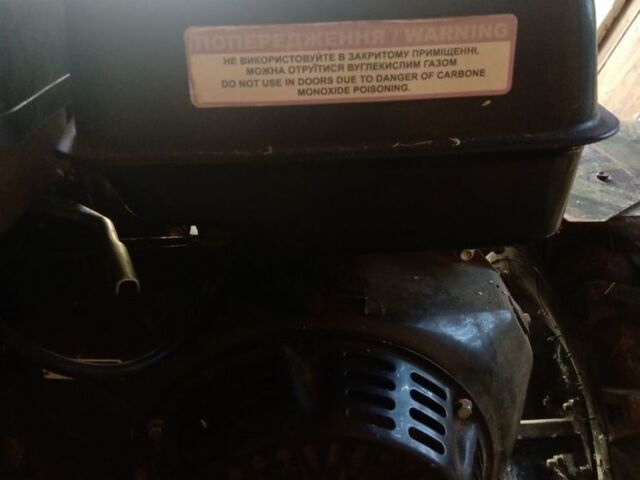 ПОПЕРЕДЖЕННЯ / WARNING
НЕ ВИКОРИСТОВУЙТЕ В ЗАКРИТОМУ ПРИМІЩЕННІ,
МОЖНА ОТРУЇТИСЯ ВУГЛЕКИСЛИМ ГАЗОМ
DO NOT USE IN DOORS DUE TO DANGER OF CARBONE
MONOXIDE POISONING.